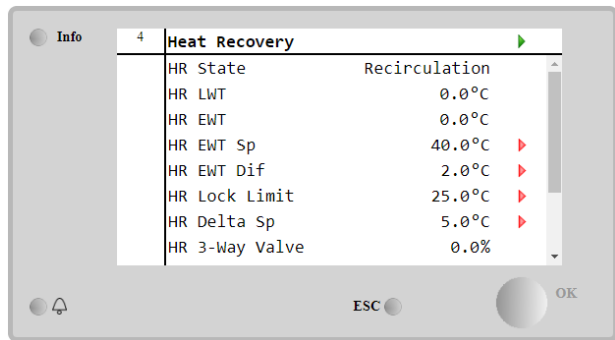 Info
4 Heat Recovery
HR State Recirculation
HR LWT 0.0°C
HR EWT 0.0°C
HR EWT Sp 40.0°C
HR EWT Dif 2.0°C
HR Lock Limit 25.0°C
HR Delta Sp 5.0°C
HR 3-Way Valve 0.0%
ESC
OK